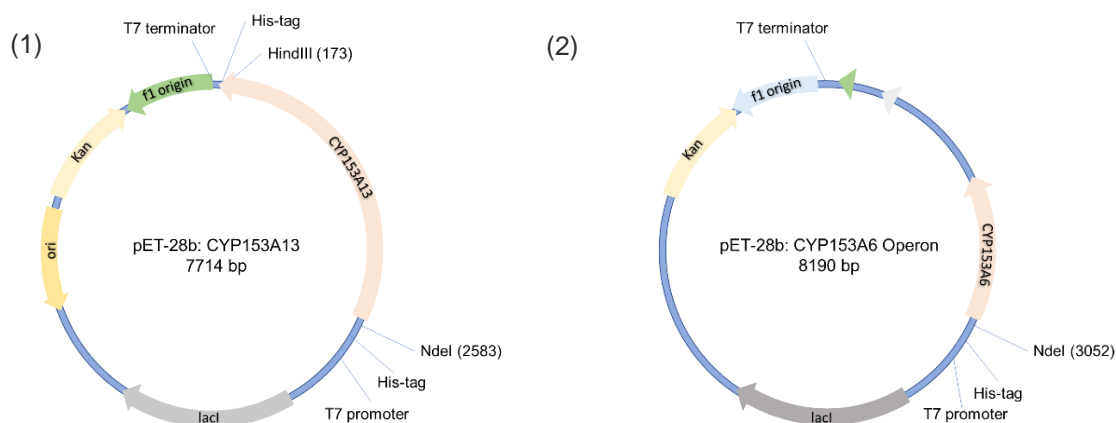 (1)
T7 terminator
His-tag
HindIII (173)
f1 origin
Kan
CYP153A13
ori
pET-28b: CYP153A13
7714 bp
NdeI (2583)
His-tag
T7 promoter
lacI
(2)
T7 terminator
f1 origin
Kan
pET-28b: CYP153A6 Operon
8190 bp
CYP153A6
NdeI (3052)
His-tag
T7 promoter
lacI